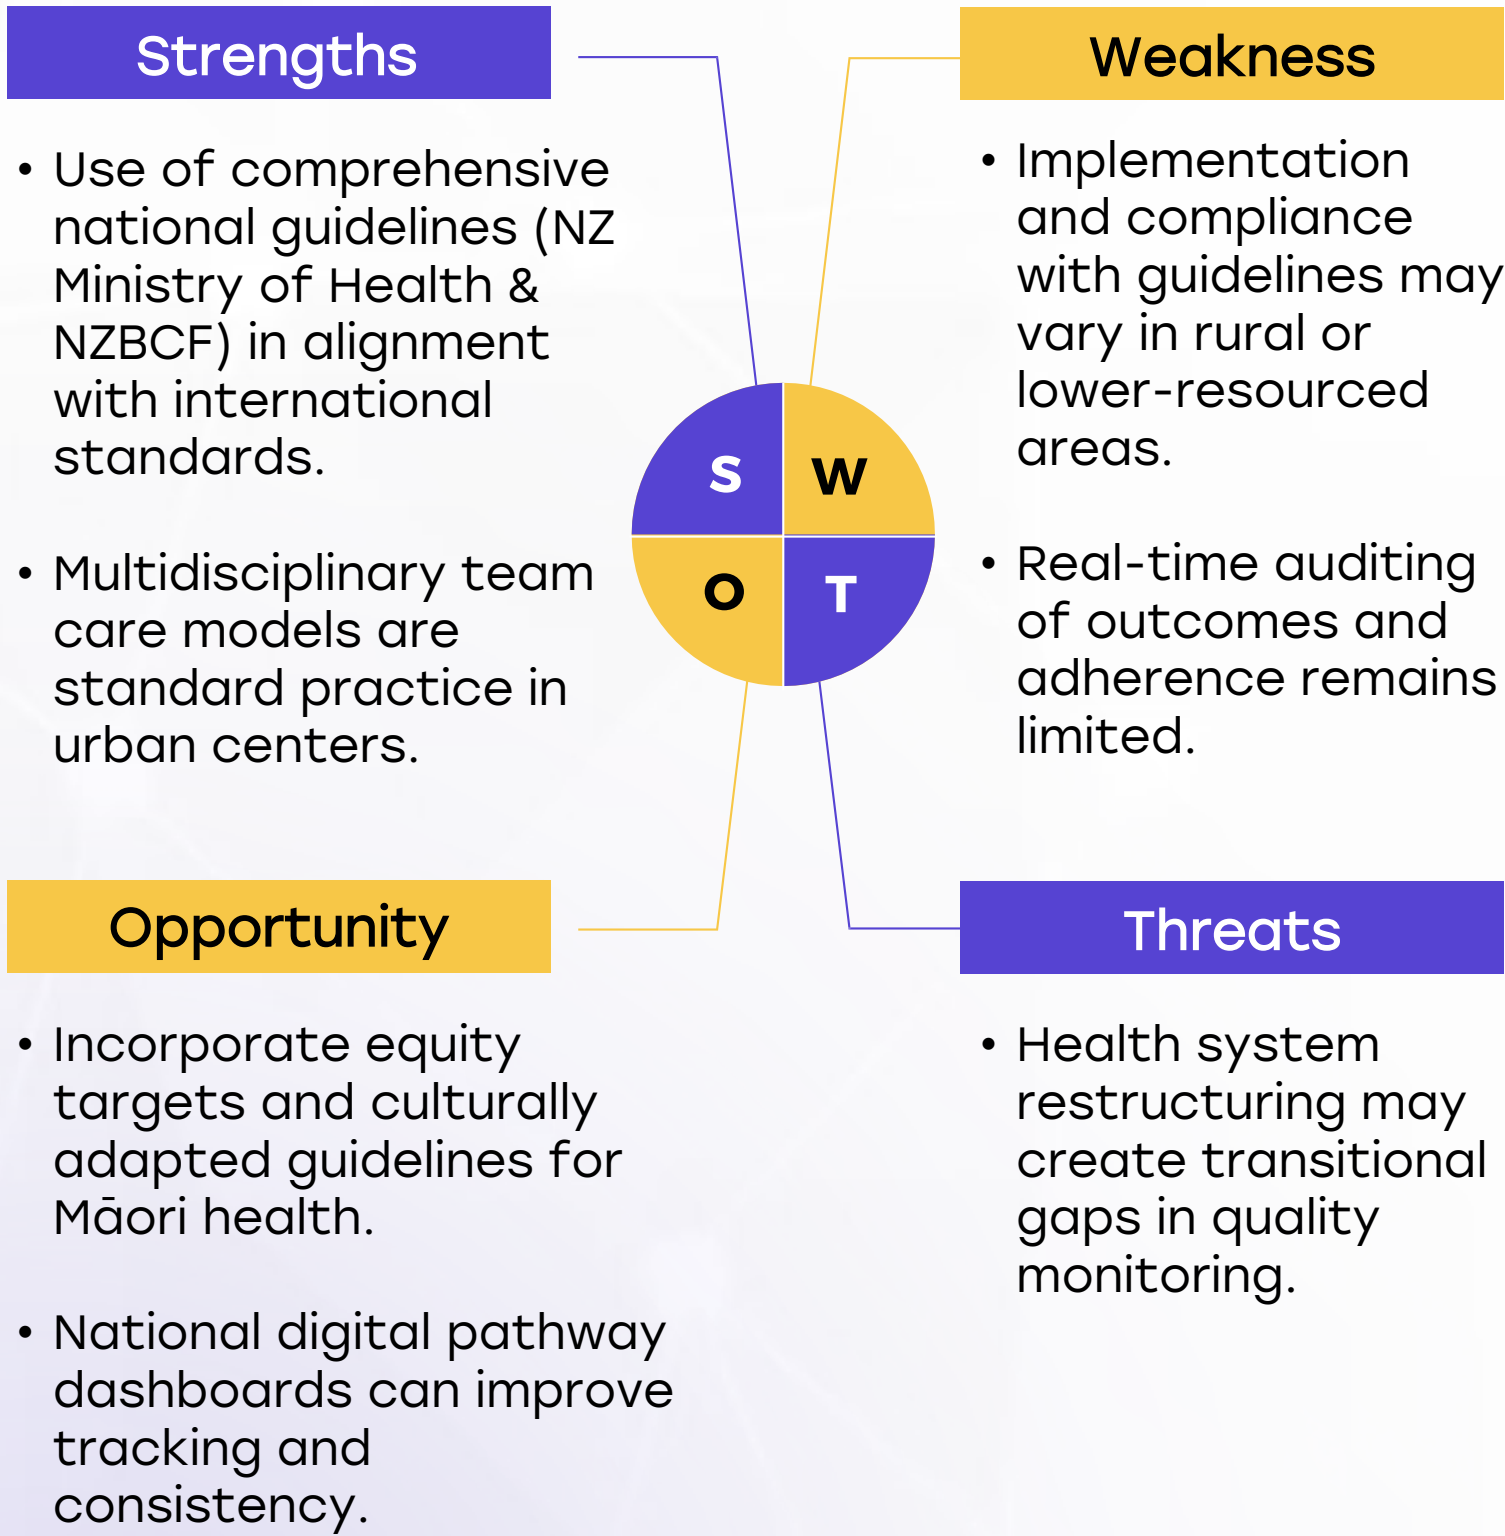 Strengths
• Use of comprehensive
national guidelines (NZ
Ministry of Health &
NZBCF) in alignment
with international
standards.
• Multidisciplinary team
care models are
standard practice in
urban centers.
Weakness
• Implementation
and compliance
with guidelines may
vary in rural or
lower-resourced
areas.
• Real-time auditing
of outcomes and
adherence remains
limited.
S
W
O
T
Opportunity
• Incorporate equity
targets and culturally
adapted guidelines for
Māori health.
• National digital pathway
dashboards can improve
tracking and
consistency.
Threats
• Health system
restructuring may
create transitional
gaps in quality
monitoring.